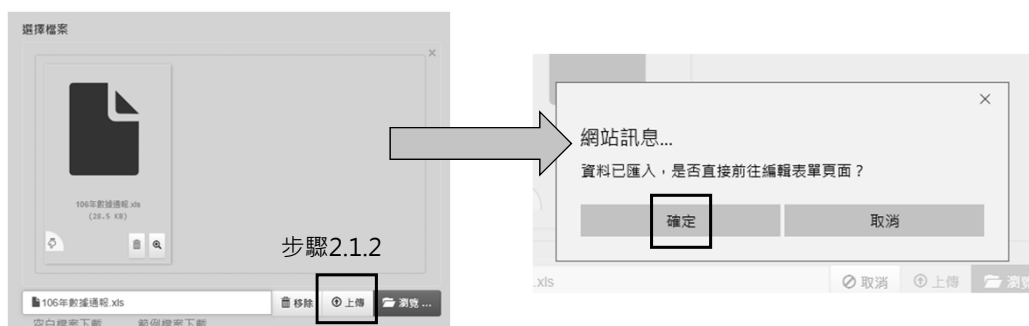 選擇檔案
×
106年數據通報.xls
(28.5 KB)
步驟2.1.2
106年數據通報.xls
移除
上傳
瀏覽 ...
空白檔案下載
範例檔案下載
×
網站訊息...
資料已匯入，是否直接前往編輯表單頁面？
確定
取消
.xls
取消
上傳
瀏覽